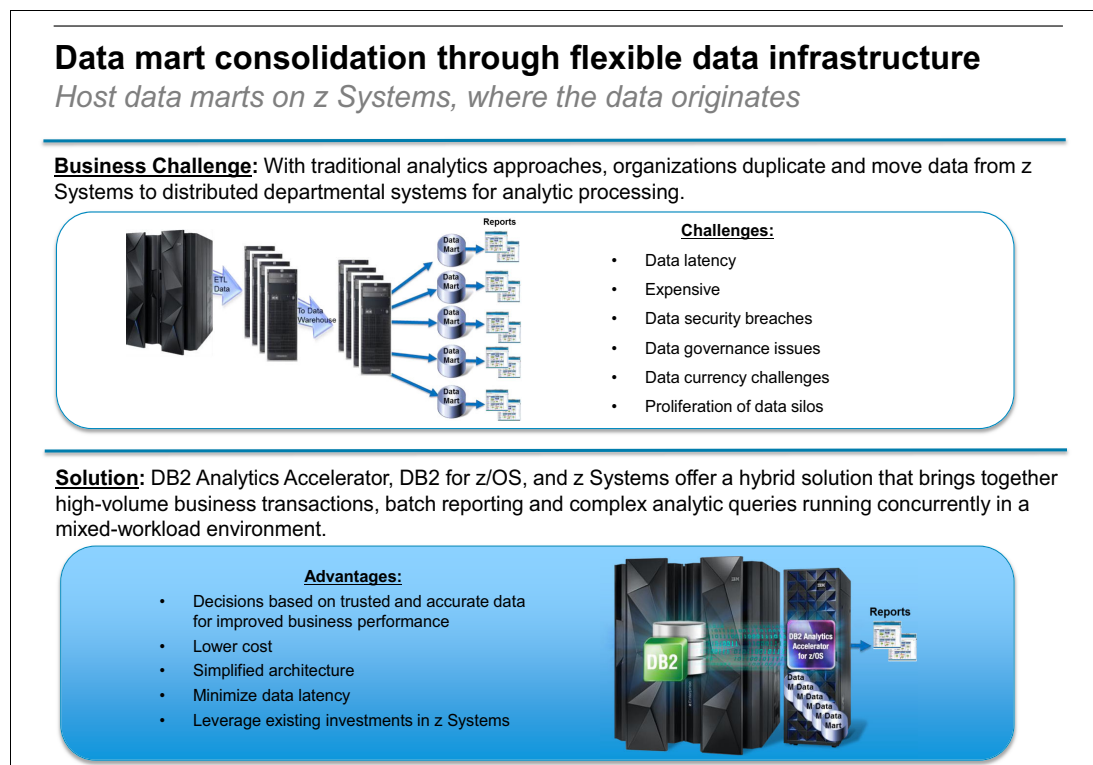 Data mart consolidation through flexible data infrastructure
Host data marts on z Systems, where the data originates
Business Challenge: With traditional analytics approaches, organizations duplicate and move data from z
Systems to distributed departmental systems for analytic processing.
Reports
ETL
Data
To Data
Warehouse
Data
Mart
Data
Mart
Data
Mart
Data
Mart
Data
Mart
Challenges:
• Data latency
• Expensive
• Data security breaches
• Data governance issues
• Data currency challenges
• Proliferation of data silos
Solution: DB2 Analytics Accelerator, DB2 for z/OS, and z Systems offer a hybrid solution that brings together
high-volume business transactions, batch reporting and complex analytic queries running concurrently in a
mixed-workload environment.
Advantages:
• Decisions based on trusted and accurate data
for improved business performance
• Lower cost
• Simplified architecture
• Minimize data latency
• Leverage existing investments in z Systems
DB2
IBM
DB2 Analytics
Accelerator
for z/OS
Data
M Data
M Data
M Data
M Data
Mart
Reports